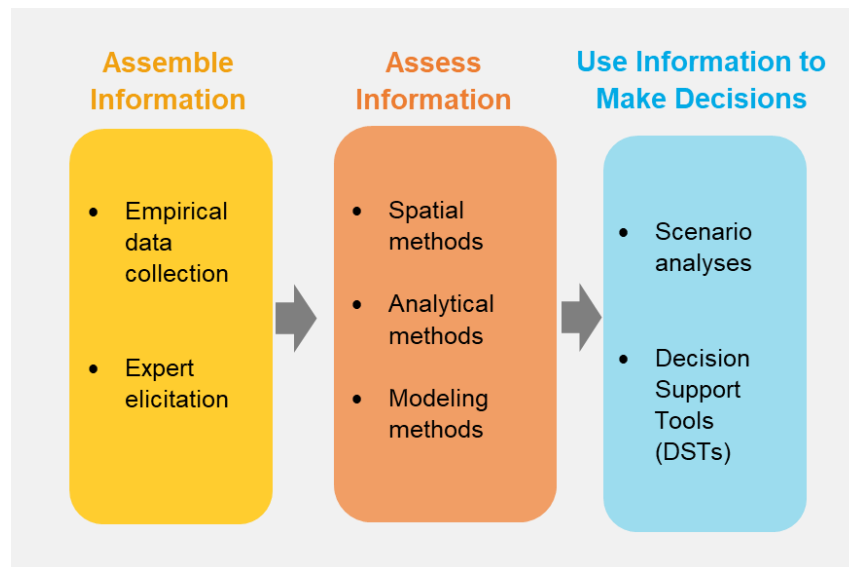 Assemble
Information
• Empirical
data
collection
• Expert
elicitation
Assess
Information
• Spatial
methods
• Analytical
methods
• Modeling
methods
Use Information to
Make Decisions
• Scenario
analyses
• Decision
Support
Tools
(DSTs)